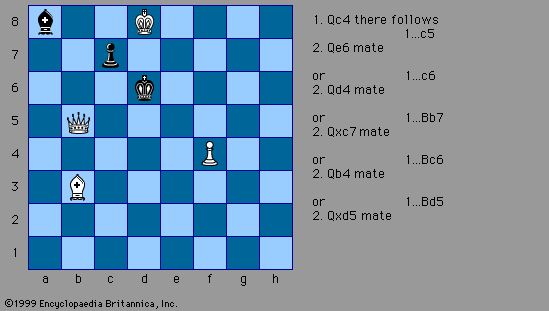 8
7
6
5
4
3
2
1
a b c d e f g h
1. Qc4 there follows
1...c5
2. Qe6 mate
or 1...c6
2. Qd4 mate
or 1...Bb7
2. Qxc7 mate
or 1...Bc6
2. Qb4 mate
or 1...Bd5
2. Qxd5 mate
©1999 Encyclopaedia Britannica, Inc.